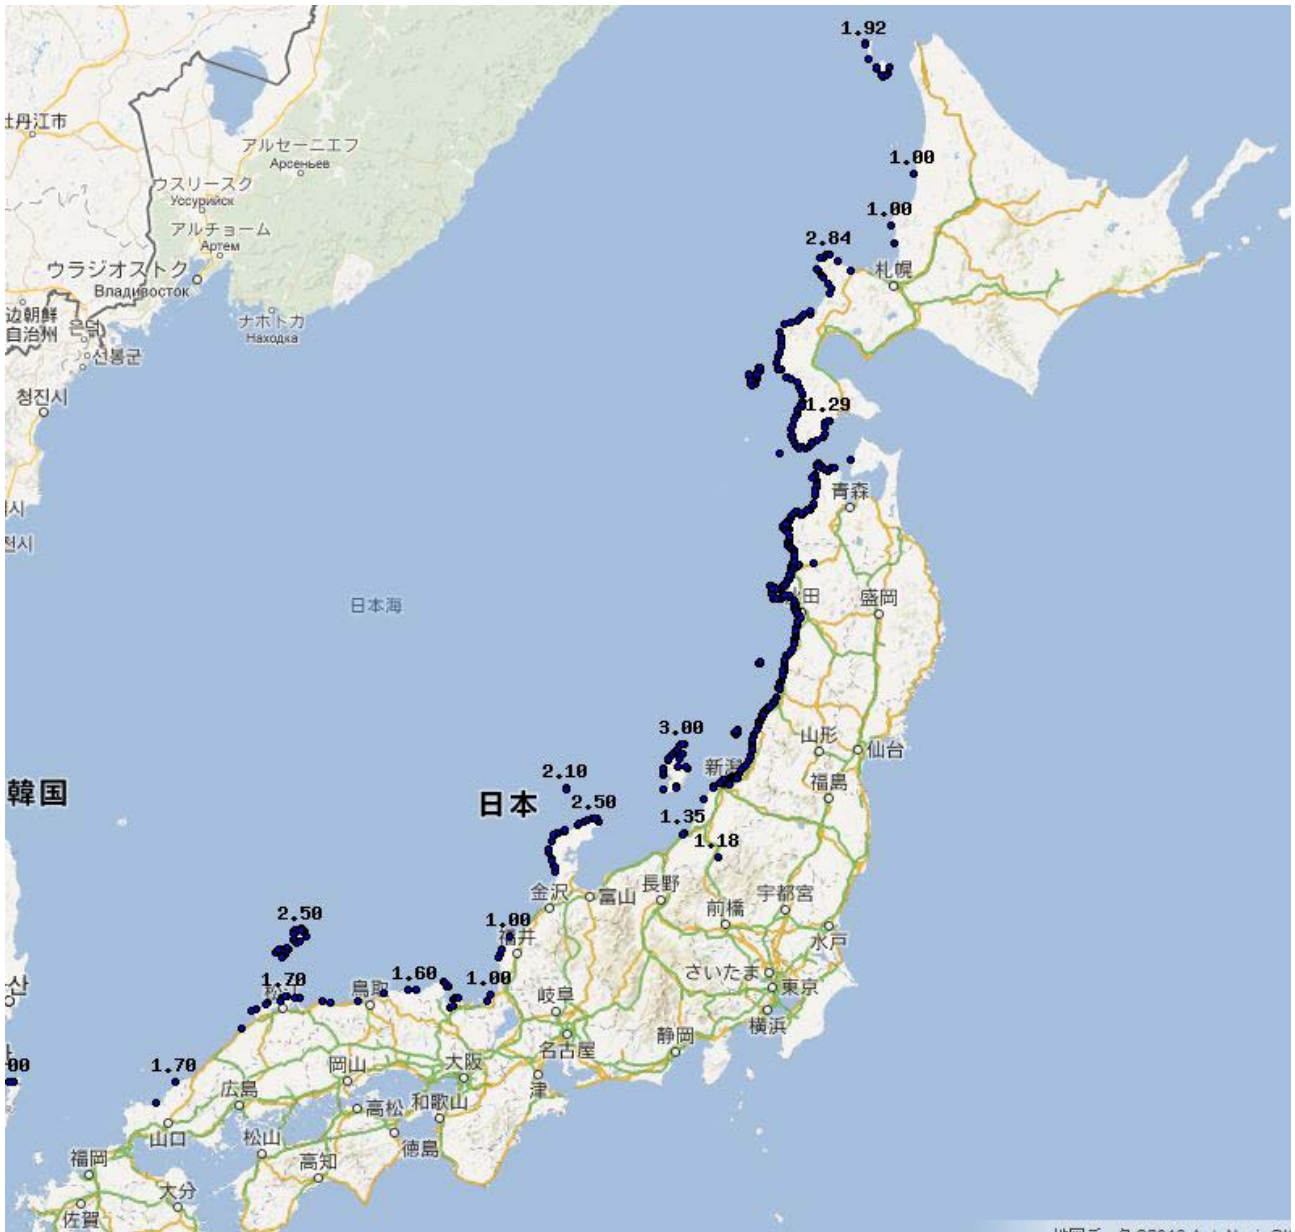 1.92
牡丹江市
アルセーニエフ
Арсеньев
1.00
ウスリースク
Уссурийск
アルチョーム
Артем
1.00
2.84
ウラジオストク
Владивосток
札幌
辺朝鮮
自治州
은덕
ナホトカ
Находка
선봉군
청진시
1.29
青森
日本海
盛岡
3.00
山形
仙台
新潟
2.10
韓国
日本
2.50
福島
1.35
1.18
金沢
富山
長野
宇都宮
前橋
水戸
2.50
1.00
福井
さいたま
1.70
鳥取
1.60
1.00
東京
岐阜
横浜
静岡
名古屋
1.70
岡山
大阪
津
広島
高松
和歌山
山口
松山
徳島
福岡
高知
大分
佐賀